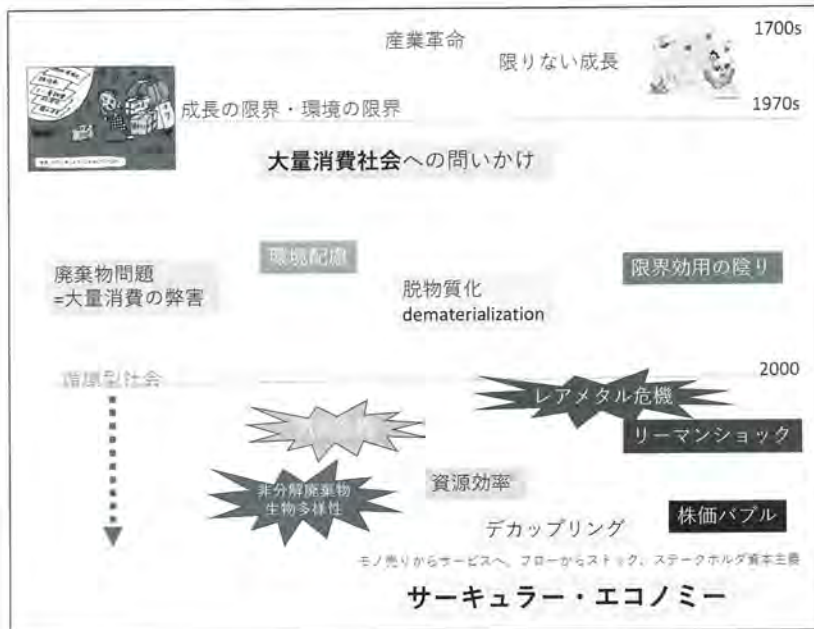 産業革命
1700s
限りない成長
成長の限界・環境の限界
1970s
大量消費社会への問いかけ
環境配慮
限界効用の陰り
廃棄物問題
=大量消費の弊害
脱物質化
dematerialization
循環型社会
2000
レアメタル危機
リーマンショック
非分解廃棄物
生物多様性
資源効率
デカップリング
株価バブル
モノ売りからサービスへ、フローからストック、ステークホルダ資本主義
サーキュラー・エコノミー